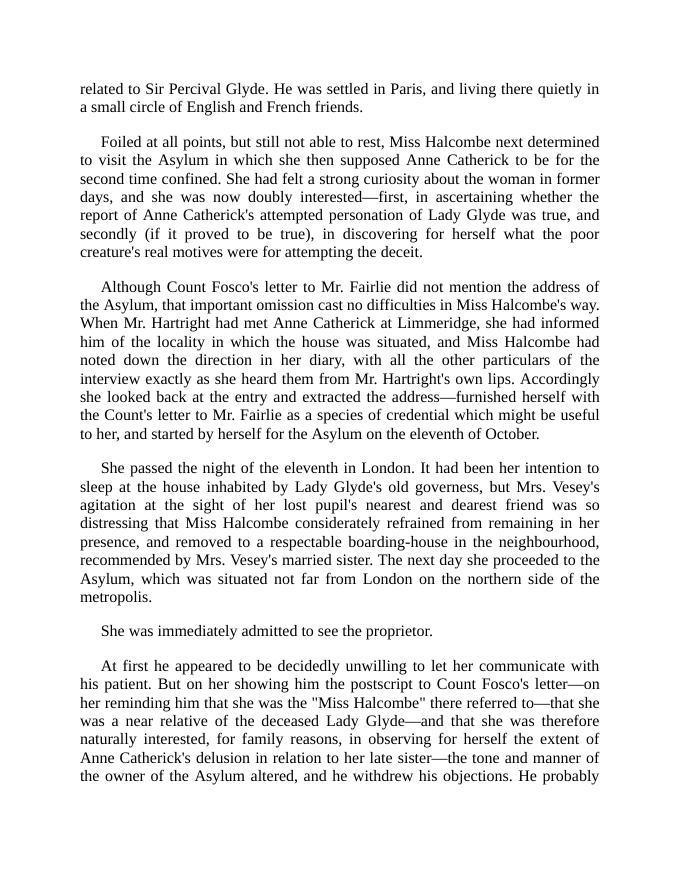 related to Sir Percival Glyde. He was settled in Paris, and living there quietly in
a small circle of English and French friends.
Foiled at all points, but still not able to rest, Miss Halcombe next determined
to visit the Asylum in which she then supposed Anne Catherick to be for the
second time confined. She had felt a strong curiosity about the woman in former
days, and she was now doubly interested—first, in ascertaining whether the
report of Anne Catherick's attempted personation of Lady Glyde was true, and
secondly (if it proved to be true), in discovering for herself what the poor
creature's real motives were for attempting the deceit.
Although Count Fosco's letter to Mr. Fairlie did not mention the address of
the Asylum, that important omission cast no difficulties in Miss Halcombe's way.
When Mr. Hartright had met Anne Catherick at Limmeridge, she had informed
him of the locality in which the house was situated, and Miss Halcombe had
noted down the direction in her diary, with all the other particulars of the
interview exactly as she heard them from Mr. Hartright's own lips. Accordingly
she looked back at the entry and extracted the address—furnished herself with
the Count's letter to Mr. Fairlie as a species of credential which might be useful
to her, and started by herself for the Asylum on the eleventh of October.
She passed the night of the eleventh in London. It had been her intention to
sleep at the house inhabited by Lady Glyde's old governess, but Mrs. Vesey's
agitation at the sight of her lost pupil's nearest and dearest friend was so
distressing that Miss Halcombe considerately refrained from remaining in her
presence, and removed to a respectable boarding-house in the neighbourhood,
recommended by Mrs. Vesey's married sister. The next day she proceeded to the
Asylum, which was situated not far from London on the northern side of the
metropolis.
She was immediately admitted to see the proprietor.
At first he appeared to be decidedly unwilling to let her communicate with
his patient. But on her showing him the postscript to Count Fosco's letter—on
her reminding him that she was the "Miss Halcombe" there referred to—that she
was a near relative of the deceased Lady Glyde—and that she was therefore
naturally interested, for family reasons, in observing for herself the extent of
Anne Catherick's delusion in relation to her late sister—the tone and manner of
the owner of the Asylum altered, and he withdrew his objections. He probably